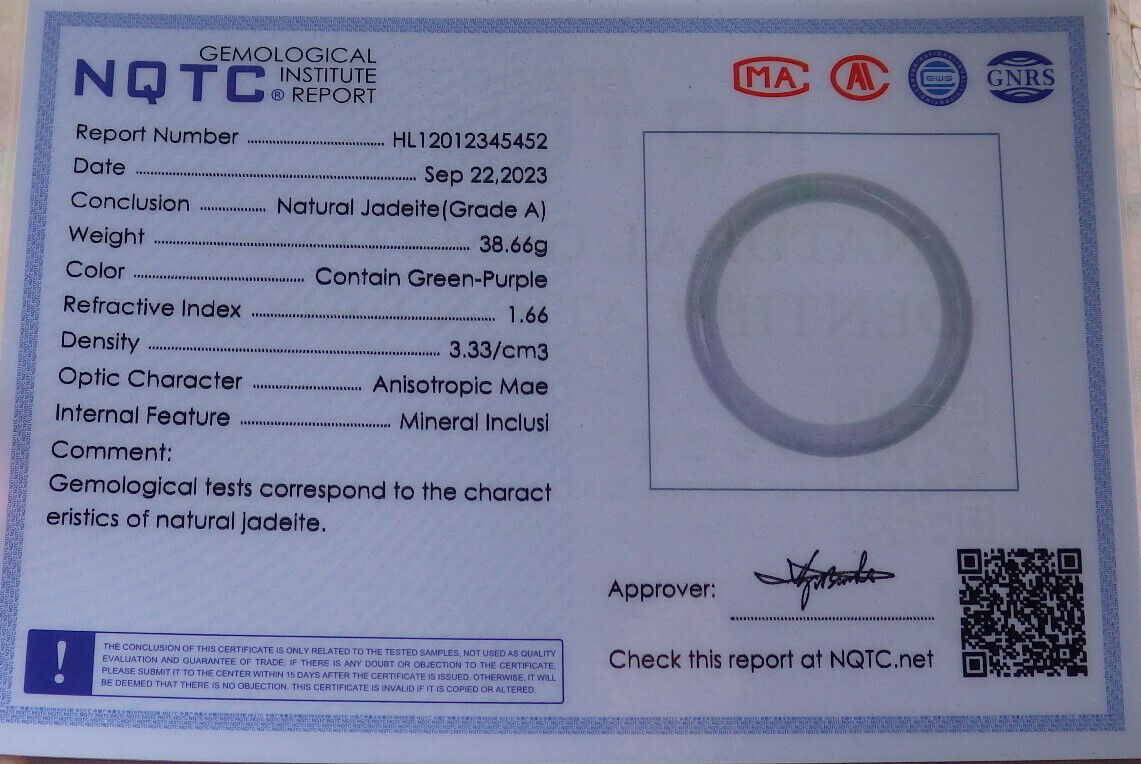 NQTC®
GEMOLOGICAL
INSTITUTE
REPORT
MA
GNRS
Report Number ........ HL12012345452
Date ........ Sep 22,2023
Conclusion ........ Natural Jadeite(Grade A)
Weight ........ 38.66g
Color ........ Contain Green-Purple
Refractive Index ........ 1.66
Density ........ 3.33/cm3
Optic Character ........ Anisotropic Mae
Internal Feature ........ Mineral Inclusi
Comment:
Gemological tests correspond to the charact
eristics of natural jadeite.
Approver:
Check this report at NQTC.net
!
THE CONCLUSION OF THIS CERTIFICATE IS ONLY RELATED TO THE TESTED SAMPLES, NOT USED AS QUALITY
EVALUATION AND GUARANTEE OF TRADE; IF THERE IS ANY DOUBT OR OBJECTION TO THE CERTIFICATE,
PLEASE SUBMIT IT TO THE CENTER WITHIN 15 DAYS AFTER THE CERTIFICATE IS ISSUED. OTHERWISE, IT WILL
BE DEEMED THAT THERE IS NO OBJECTION. THIS CERTIFICATE IS INVALID IF IT IS COPIED OR ALTERED.